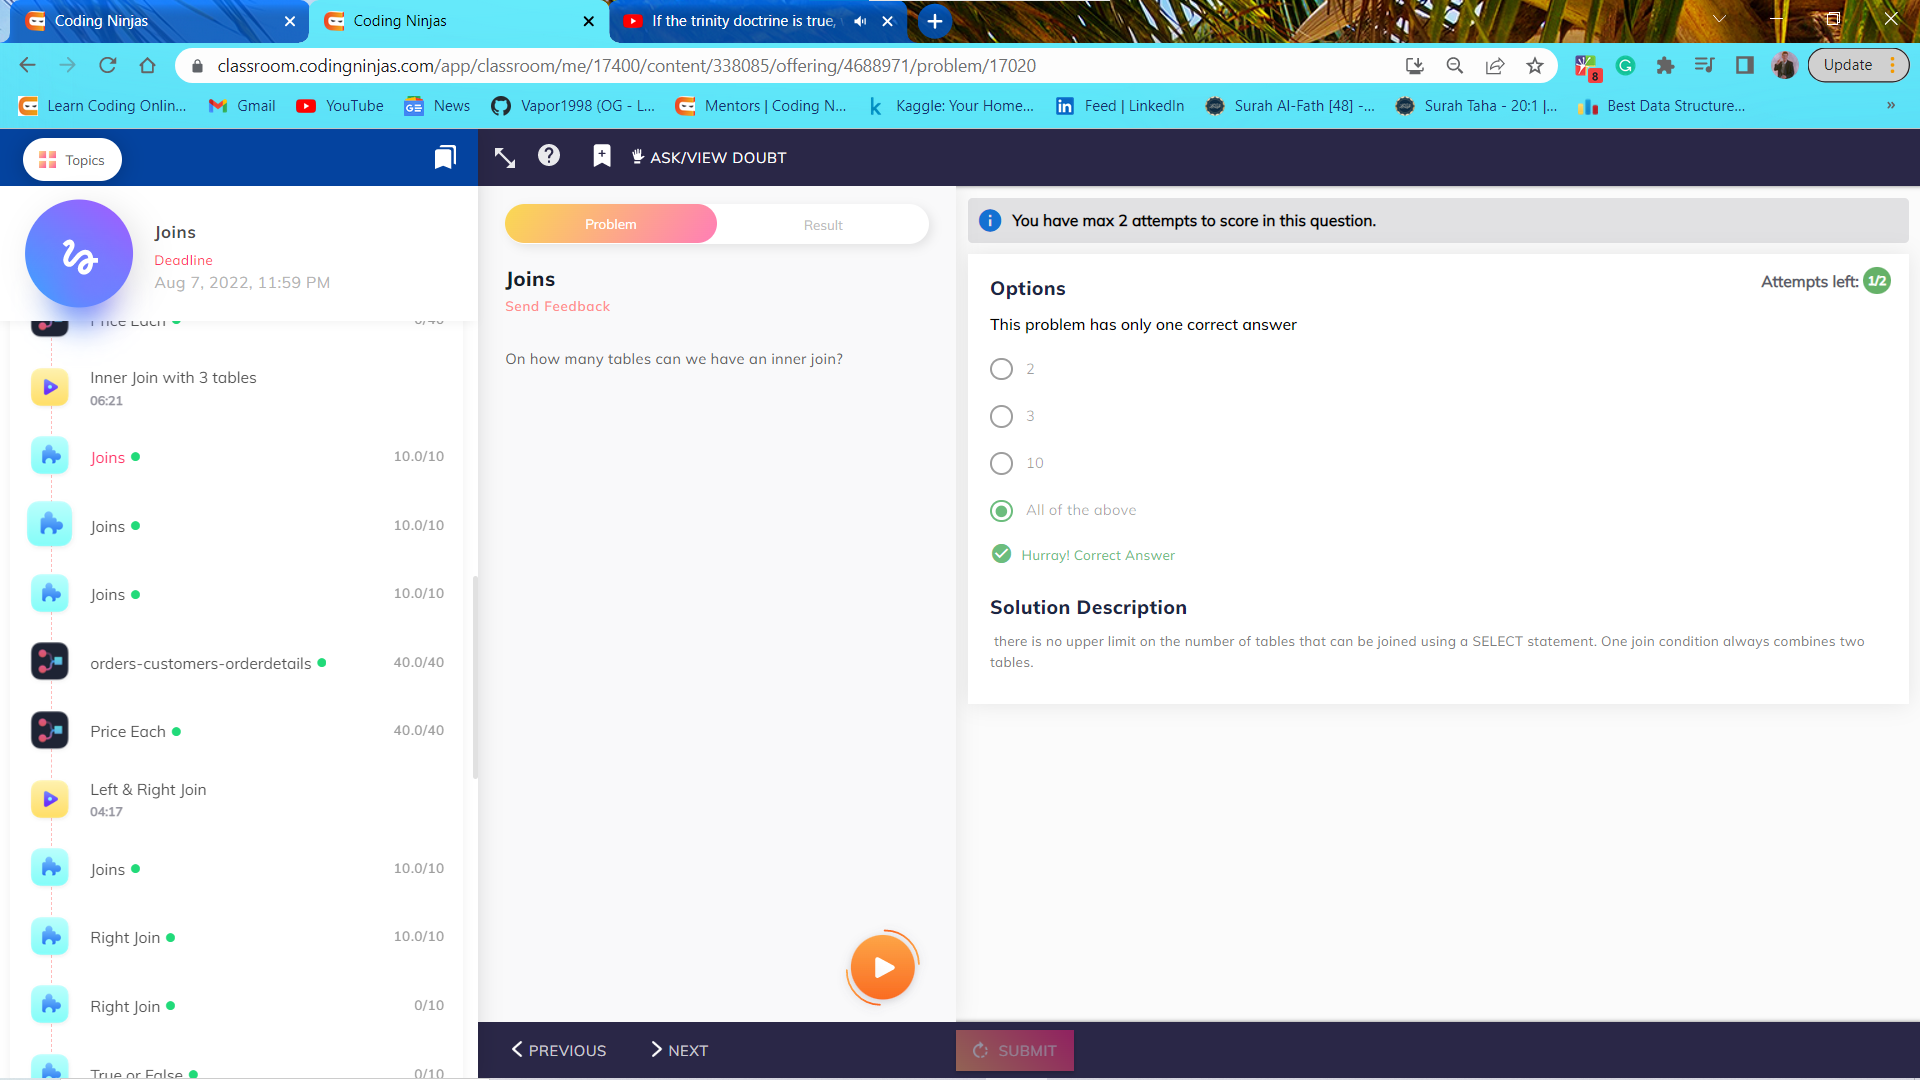 Coding Ninjas
Coding Ninjas
If the trinity doctrine is true,
classroom.codingninjas.com/app/classroom/me/17400/content/338085/offering/4688971/problem/17020
8
Update
Learn Coding Onlin...
Gmail
YouTube
News
Vapor1998 (OG - L...
Mentors | Coding N...
Kaggle: Your Home...
Feed | LinkedIn
Surah Al-Fath [48] -...
Surah Taha - 20:1 |...
Best Data Structure...
»
Topics
ASK/VIEW DOUBT
Joins
Deadline
Aug 7, 2022, 11:59 PM
Price Each
0/40
Inner Join with 3 tables
06:21
Joins
10.0/10
Joins
10.0/10
Joins
10.0/10
orders-customers-orderdetails
40.0/40
Price Each
40.0/40
Left & Right Join
04:17
Joins
10.0/10
Right Join
10.0/10
Right Join
0/10
True or False
0/10
Problem
Result
Joins
Send Feedback
On how many tables can we have an inner join?
You have max 2 attempts to score in this question.
Options
Attempts left: 1/2
This problem has only one correct answer
2
3
10
All of the above
Hurray! Correct Answer
Solution Description
there is no upper limit on the number of tables that can be joined using a SELECT statement. One join condition always combines two
tables.
PREVIOUS
NEXT
SUBMIT